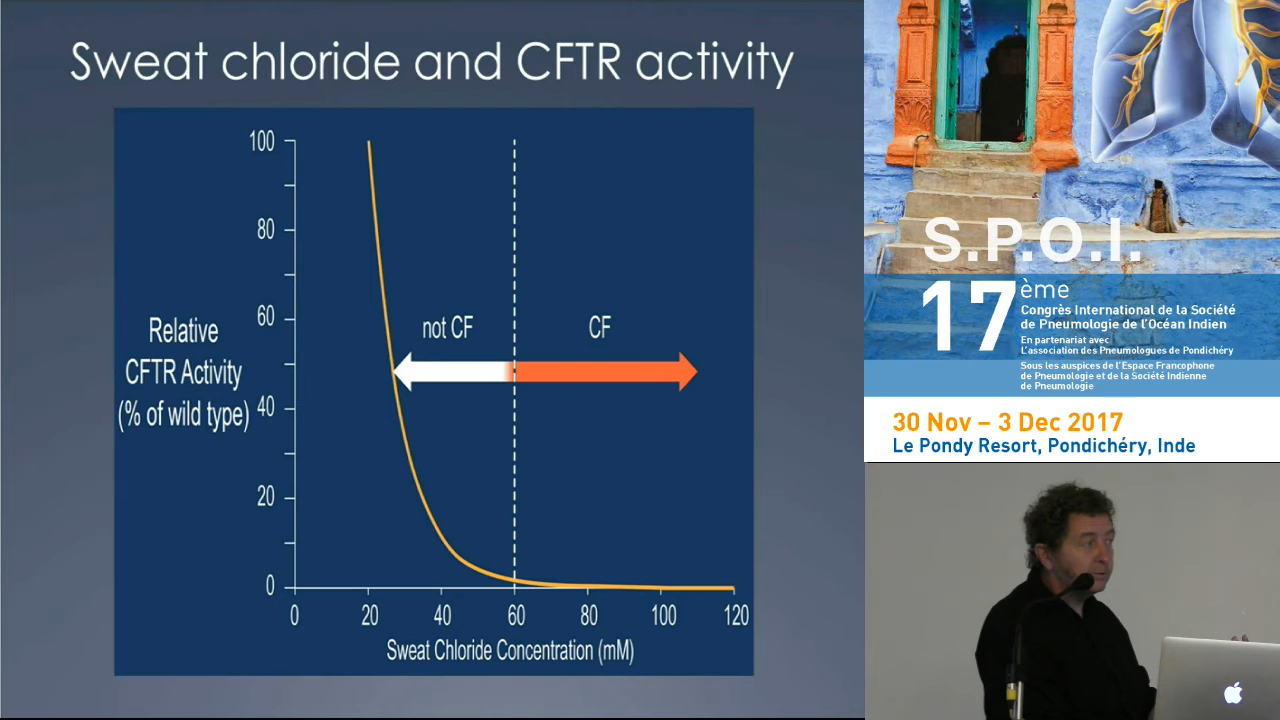 Sweat chloride and CFTR activity
100
80
60
40
20
0
Relative
CFTR Activity
(% of wild type)
not CF
CF
0 20 40 60 80 100 120
Sweat Chloride Concentration (mM)
S.P.O.I.
17ème
Congrès International de la Société
de Pneumologie de l'Océan Indien
En partenariat avec
L'association des Pneumologues de Pondichéry
Sous les auspices de l'Espace Francophone
de Pneumologie et de la Société Indienne
de Pneumologie
30 Nov – 3 Dec 2017
Le Pondy Resort, Pondichéry, Inde